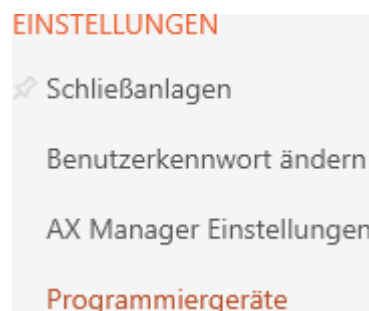 EINSTELLUNGEN
Schließanlagen
Benutzerkennwort ändern
AX Manager Einstellungen
Programmiergeräte